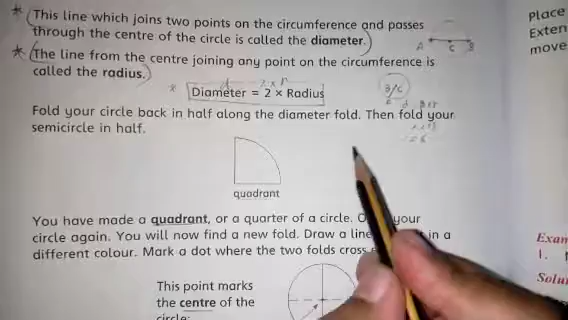 * This line which joins two points on the circumference and passes
through the centre of the circle is called the diameter.
A C B
* The line from the centre joining any point on the circumference is
called the radius.
d 2 x r
* Diameter = 2 × Radius
Fold your circle back in half along the diameter fold. Then fold your
semicircle in half.
quadrant
You have made a quadrant, or a quarter of a circle. your
circle again. You will now find a new fold. Draw a line in a
different colour. Mark a dot where the two folds cross
This point marks
the centre of the
circle.
Place
Exten
move
Exam
1.
Solu